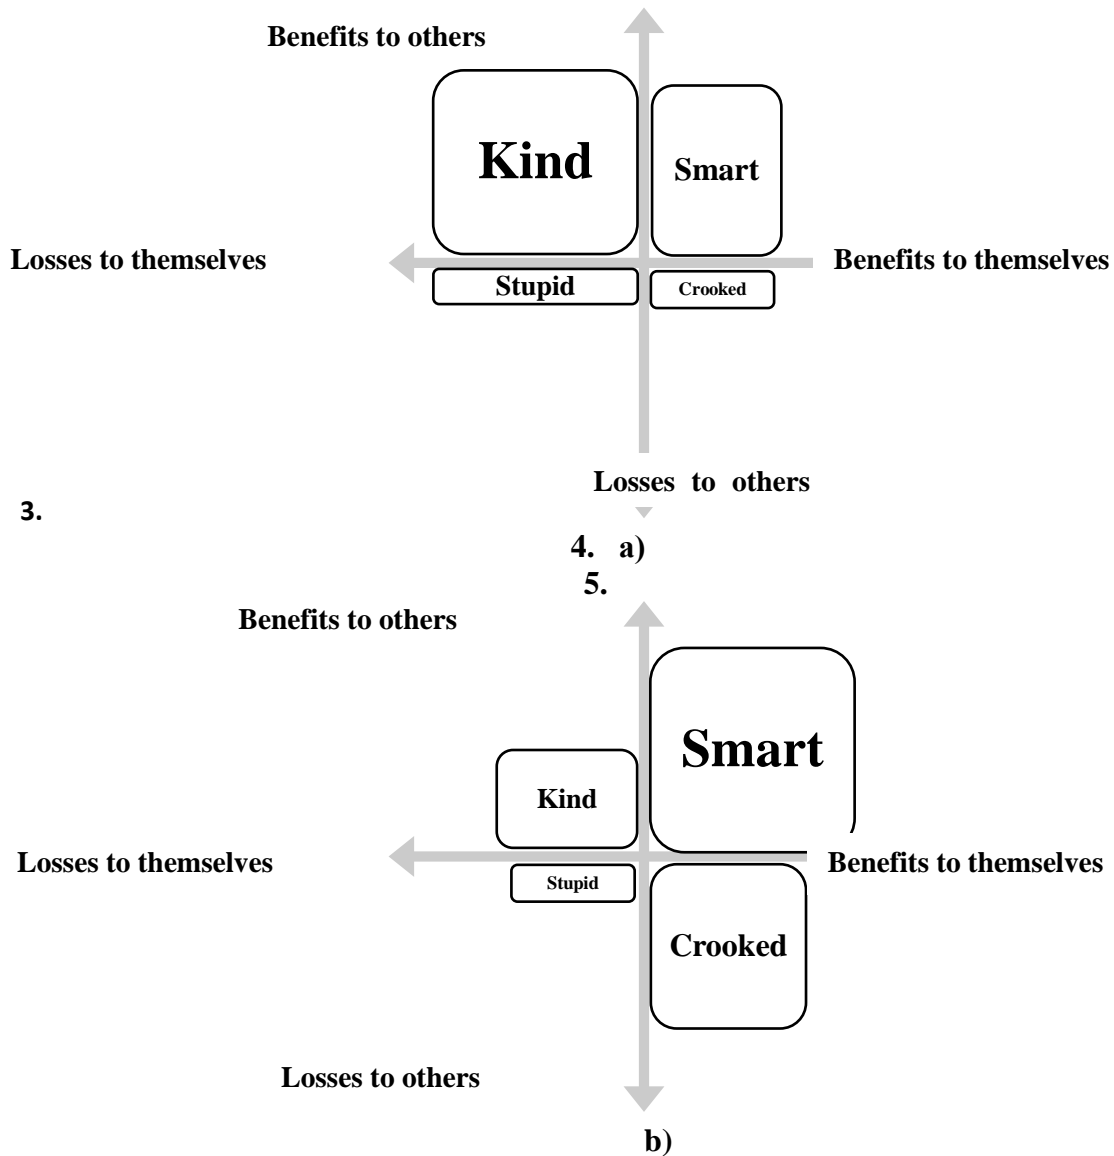 Benefits to others
Kind
Smart
Losses to themselves
Benefits to themselves
Stupid
Crooked
Losses to others
3.
4. a)
5.
Benefits to others
Smart
Kind
Losses to themselves
Benefits to themselves
Stupid
Crooked
Losses to others
b)